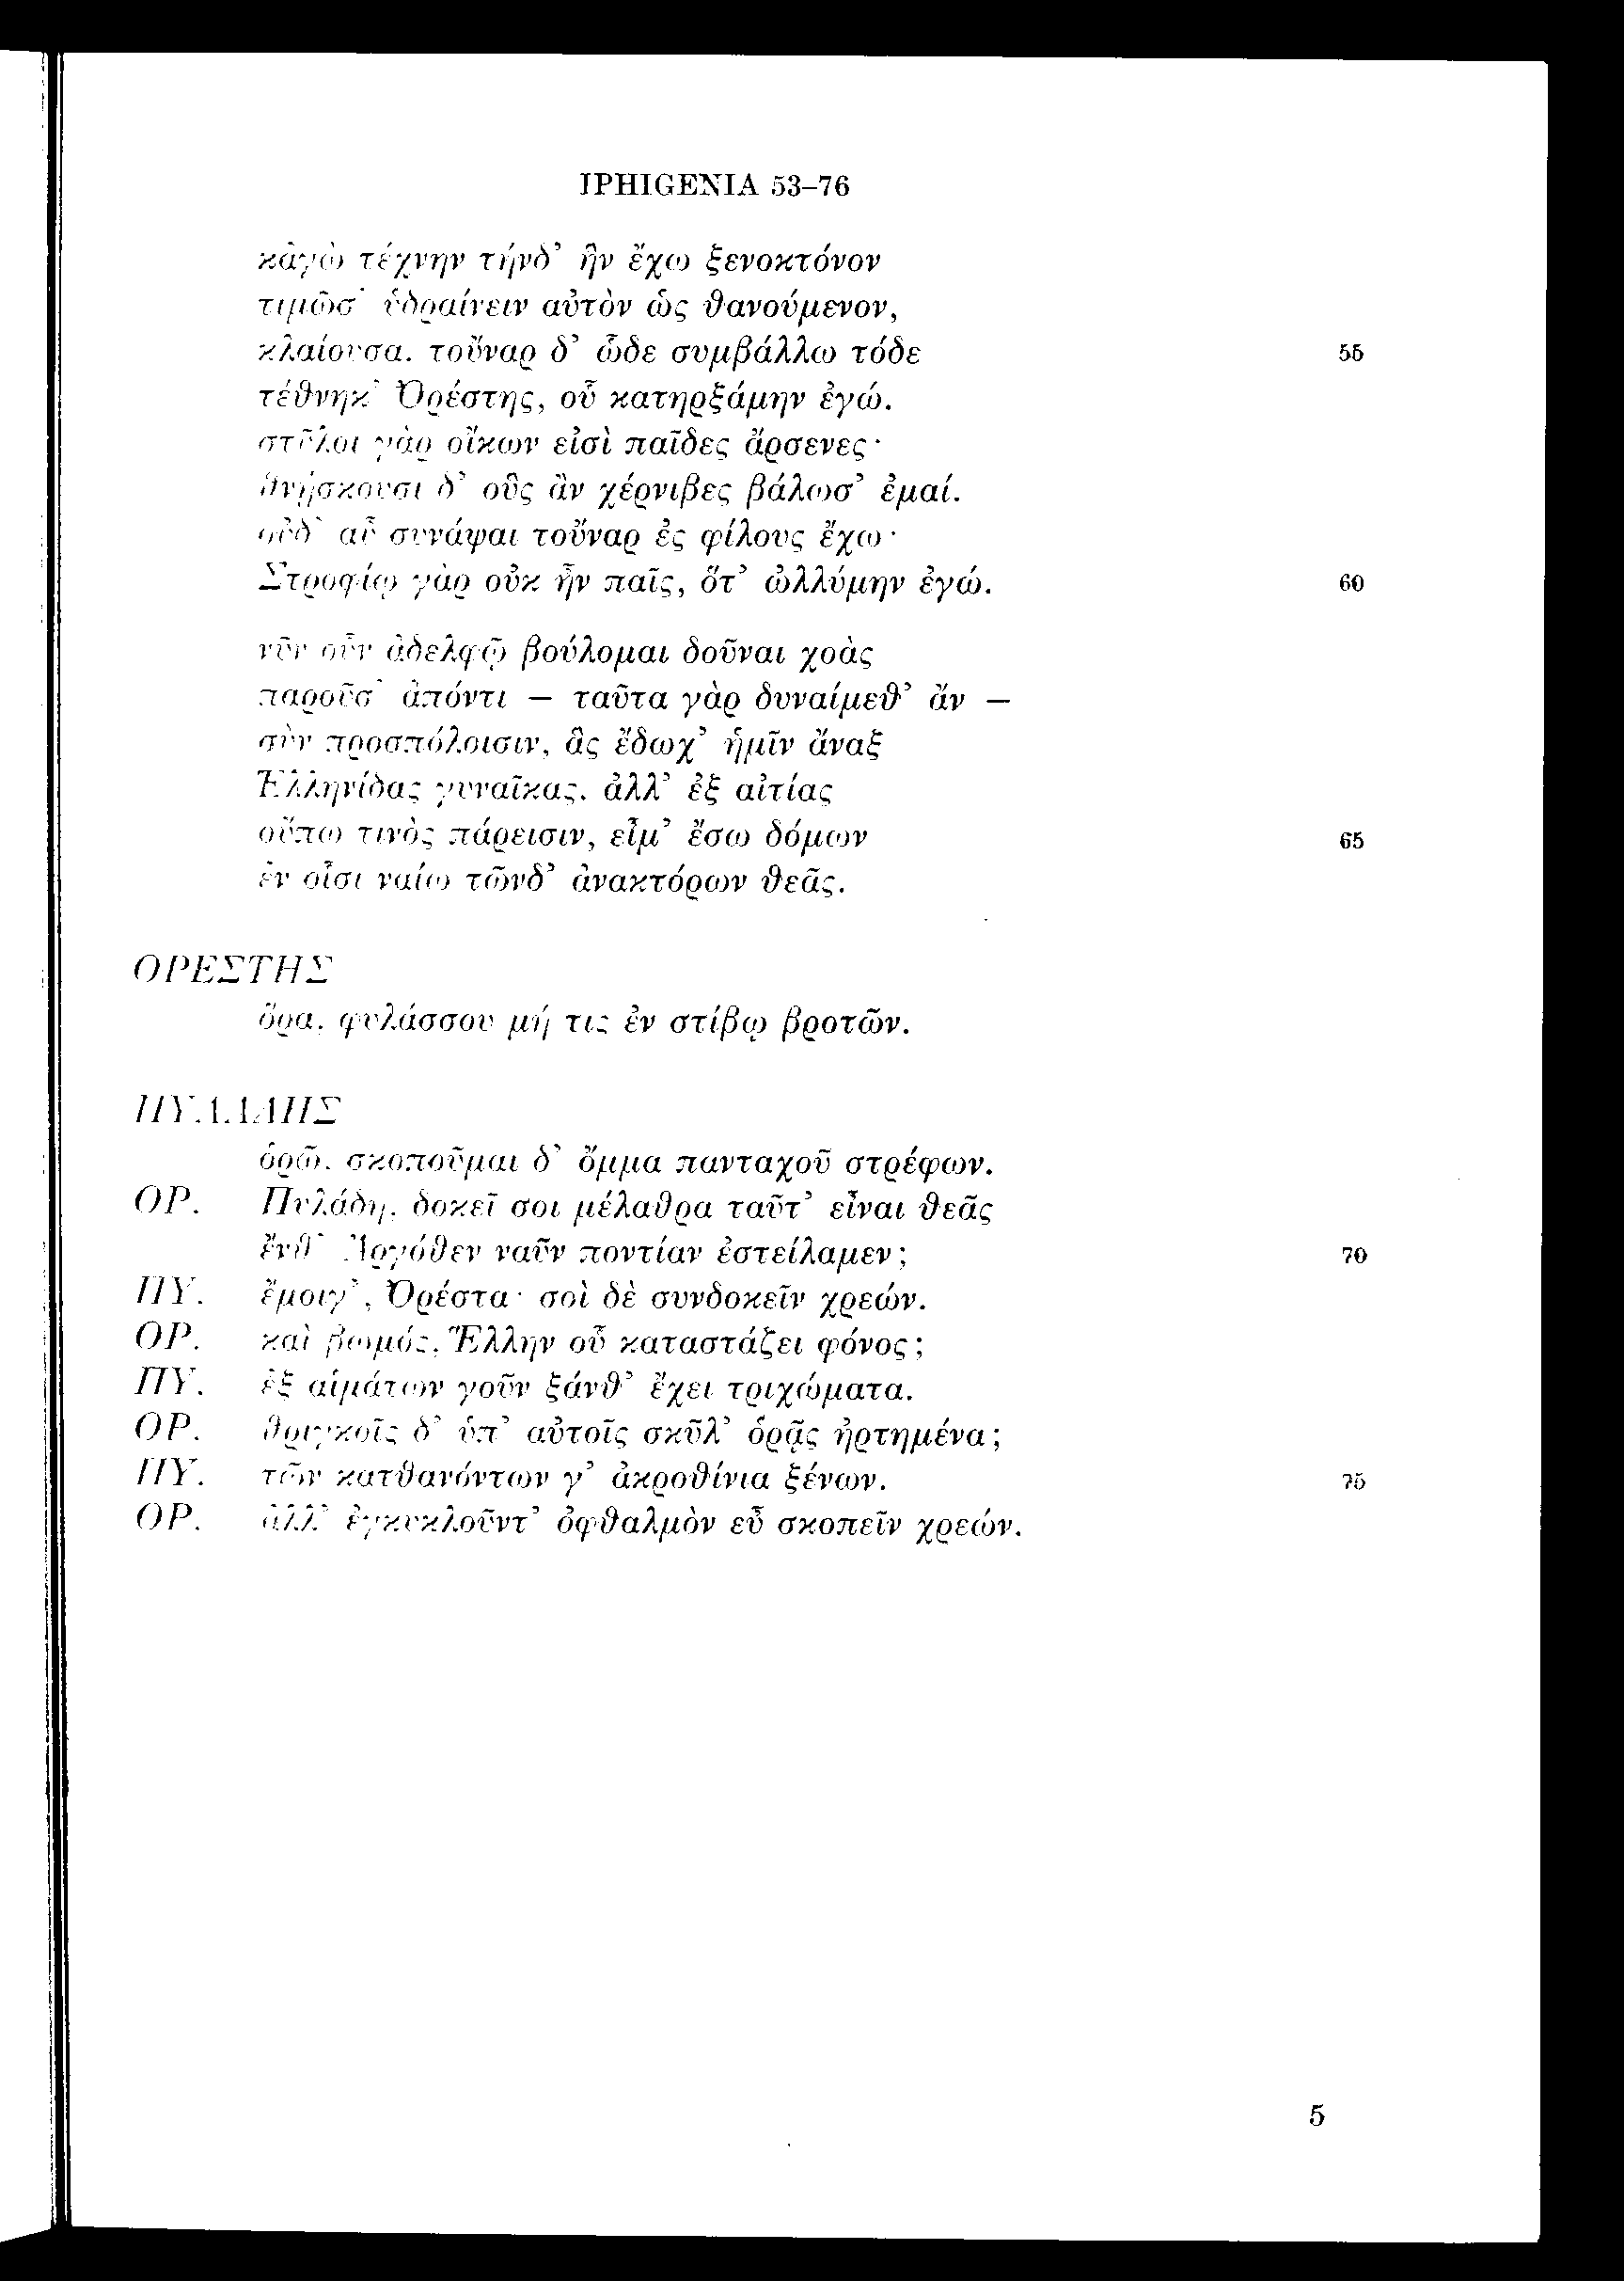 IPHIGENIA 53–76
κἀγὼ τέχνην τήνδ’ ἣν ἔχω ξενοκτόνον
τιμῶσ’ ὑδραίνειν αὐτὸν ὡς θανούμενον,
κλαίουσα. τοὔναρ δ’ ὧδε συμβάλλω τόδε 55
τέθνηκ’ Ὀρέστης, οὗ κατηρξάμην ἐγώ.
στῦλοι γὰρ οἴκων εἰσὶ παῖδες ἄρσενες·
θνῄσκουσι δ’ οὓς ἂν χέρνιβες βάλωσ’ ἐμαί.
οὐδ’ αὖ συνάψαι τοὔναρ ἐς φίλους ἔχω·
Στροφίῳ γὰρ οὐκ ἦν παῖς, ὅτ’ ὠλλύμην ἐγώ. 60
νῦν οὖν ἀδελφῷ βούλομαι δοῦναι χοὰς
παροῦσ’ ἀπόντι – ταῦτα γὰρ δυναίμεθ’ ἄν –
σὺν προσπόλοισιν, ἃς ἔδωχ’ ἡμῖν ἄναξ
Ἑλληνίδας γυναῖκας. ἀλλ’ ἐξ αἰτίας
οὔπω τινὸς πάρεισιν, εἶμ’ ἔσω δόμων 65
ἐν οἷσι ναίω τῶνδ’ ἀνακτόρων θεᾶς.
ΟΡΕΣΤΗΣ
ὅρα, φυλάσσου μή τις ἐν στίβῳ βροτῶν.
ΠΥΛΑΔΗΣ
ὁρῶ, σκοποῦμαι δ’ ὄμμα πανταχοῦ στρέφων.
ΟΡ. Πυλάδη, δοκεῖ σοι μέλαθρα ταῦτ’ εἶναι θεᾶς
ἔνθ’ Ἀργόθεν ναῦν ποντίαν ἐστείλαμεν; 70
ΠΥ. ἔμοιγ’, Ὀρέστα· σοὶ δὲ συνδοκεῖν χρεών.
ΟΡ. καὶ βωμός, Ἕλλην οὗ καταστάζει φόνος;
ΠΥ. ἐξ αἱμάτων γοῦν ξάνθ’ ἔχει τριχώματα.
ΟΡ. θριγκοῖς δ’ ὑπ’ αὐτοῖς σκῦλ’ ὁρᾷς ἠρτημένα;
ΠΥ. τῶν κατθανόντων γ’ ἀκροθίνια ξένων. 75
ΟΡ. ἀλλ’ ἐγκυκλοῦντ’ ὀφθαλμὸν εὖ σκοπεῖν χρεών.
5